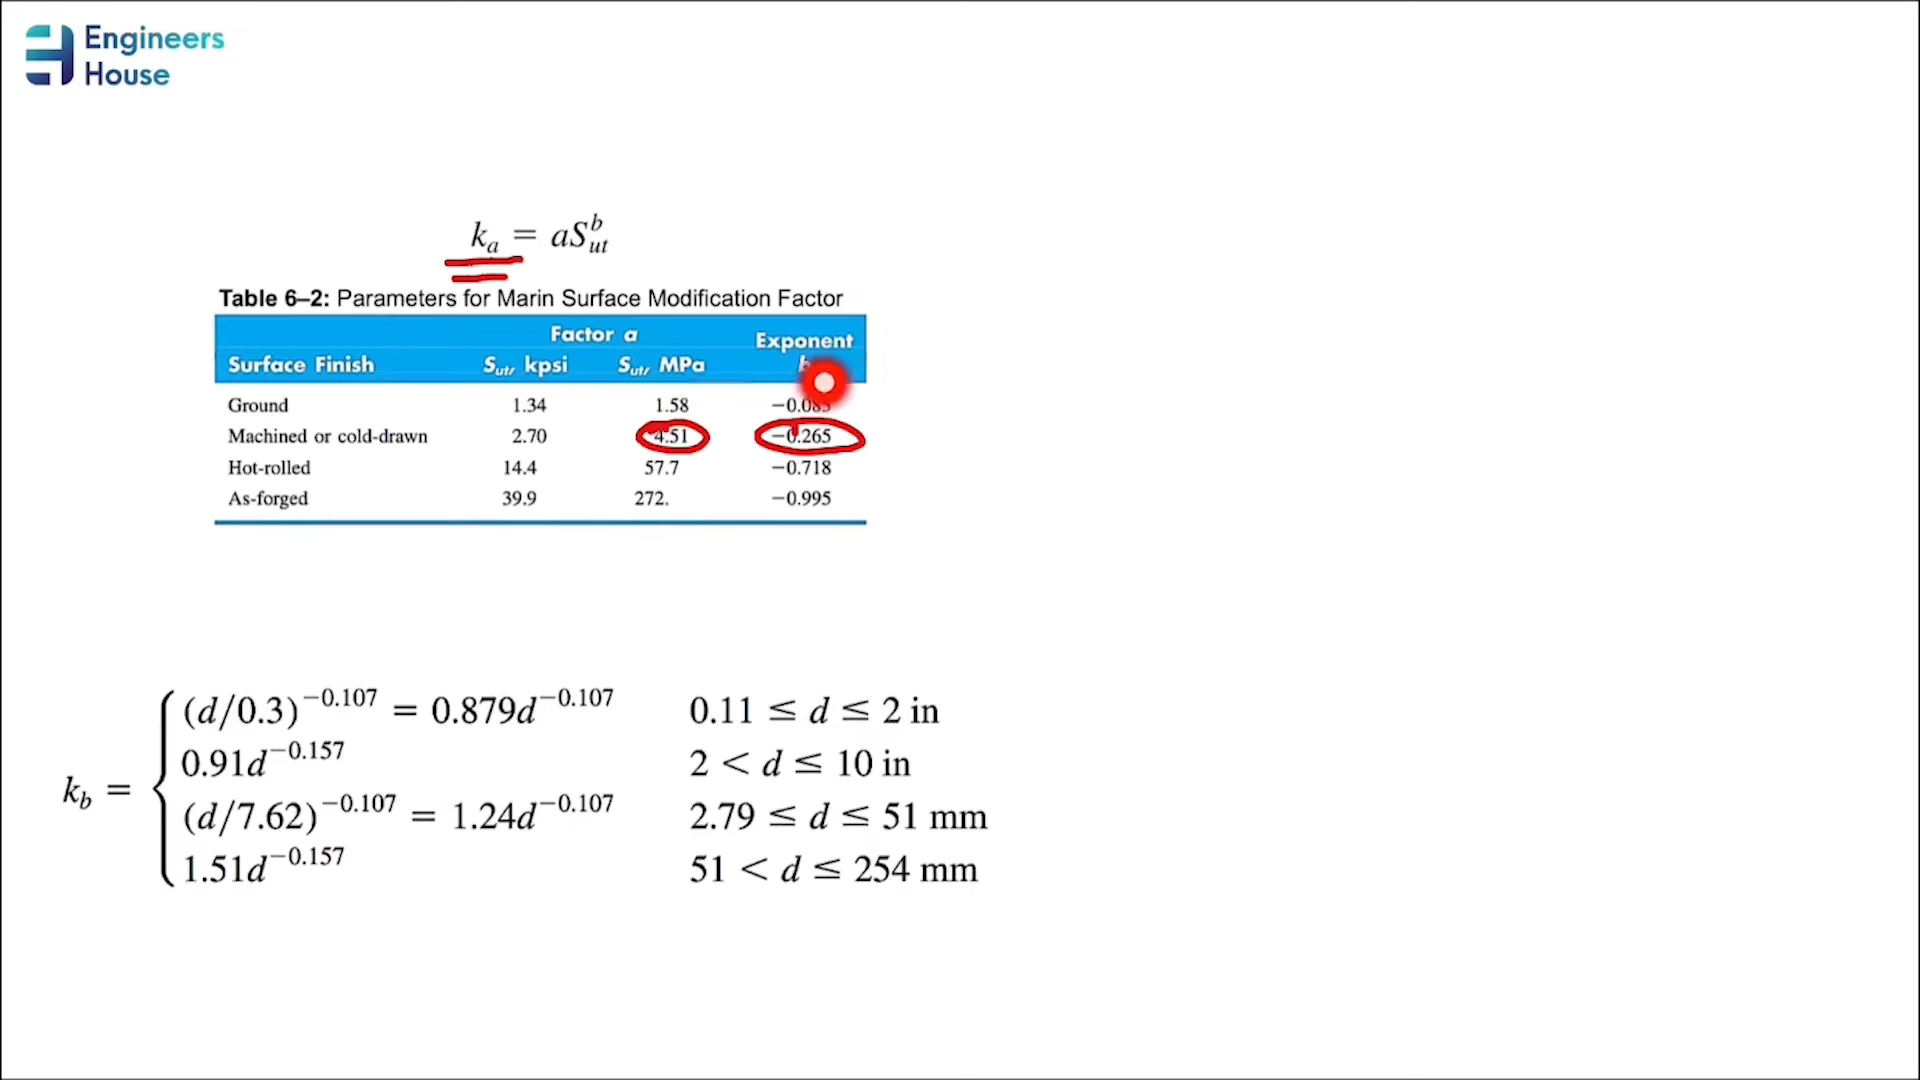 Engineers
House
k_a = aS_ut^b
Table 6–2: Parameters for Marin Surface Modification Factor
Factor a
Exponent
Surface Finish S_ut, kpsi S_ut, MPa b
Ground 1.34 1.58 −0.085
Machined or cold-drawn 2.70 4.51 −0.265
Hot-rolled 14.4 57.7 −0.718
As-forged 39.9 272. −0.995
k_b =
(d/0.3)^−0.107 = 0.879d^−0.107 0.11 ≤ d ≤ 2 in
0.91d^−0.157 2 < d ≤ 10 in
(d/7.62)^−0.107 = 1.24d^−0.107 2.79 ≤ d ≤ 51 mm
1.51d^−0.157 51 < d ≤ 254 mm